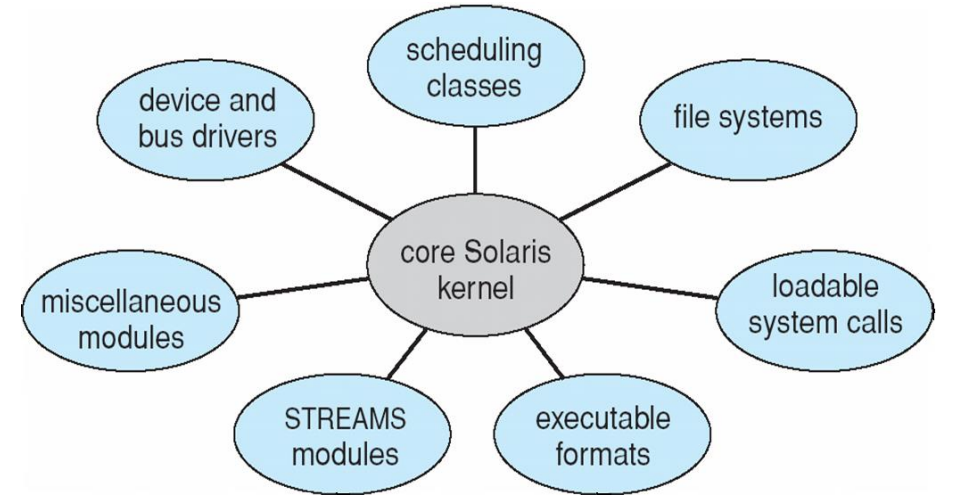 scheduling
classes
file systems
loadable
system calls
executable
formats
STREAMS
modules
miscellaneous
modules
device and
bus drivers
core Solaris
kernel